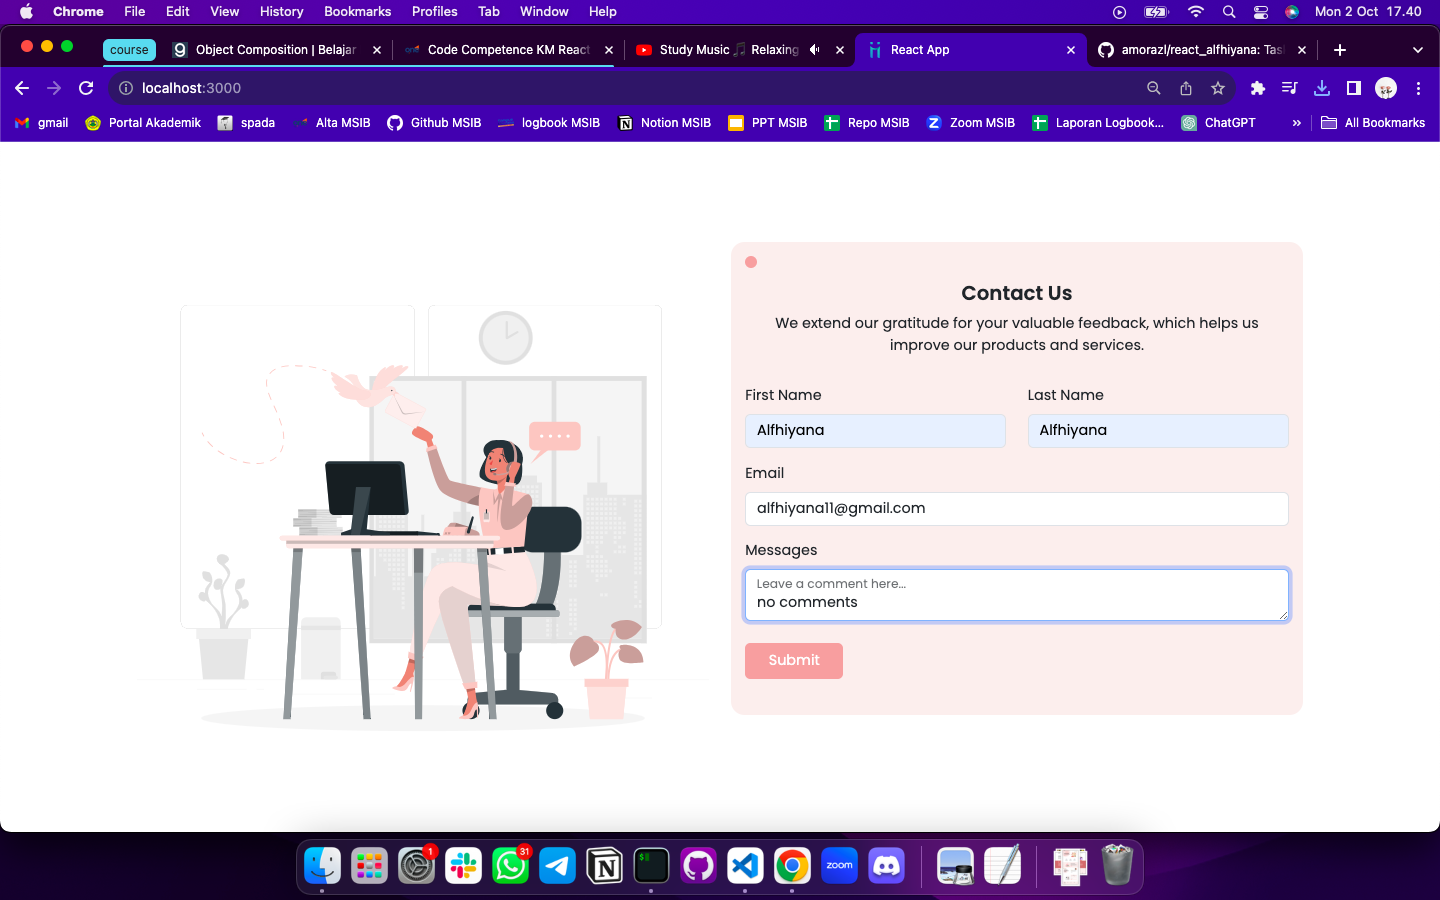 Chrome File Edit View History Bookmarks Profiles Tab Window Help Mon 2 Oct 17.40
course Object Composition | Belajar Code Competence KM React Study Music Relaxing React App amorazl/react_alfhiyana: Tas
localhost:3000
gmail Portal Akademik spada Alta MSIB Github MSIB logbook MSIB Notion MSIB PPT MSIB Repo MSIB Zoom MSIB Laporan Logbook... ChatGPT » All Bookmarks
Contact Us
We extend our gratitude for your valuable feedback, which helps us
improve our products and services.
First Name Last Name
Alfhiyana Alfhiyana
Email
alfhiyana11@gmail.com
Messages
Leave a comment here...
no comments
Submit
1 31
zoom